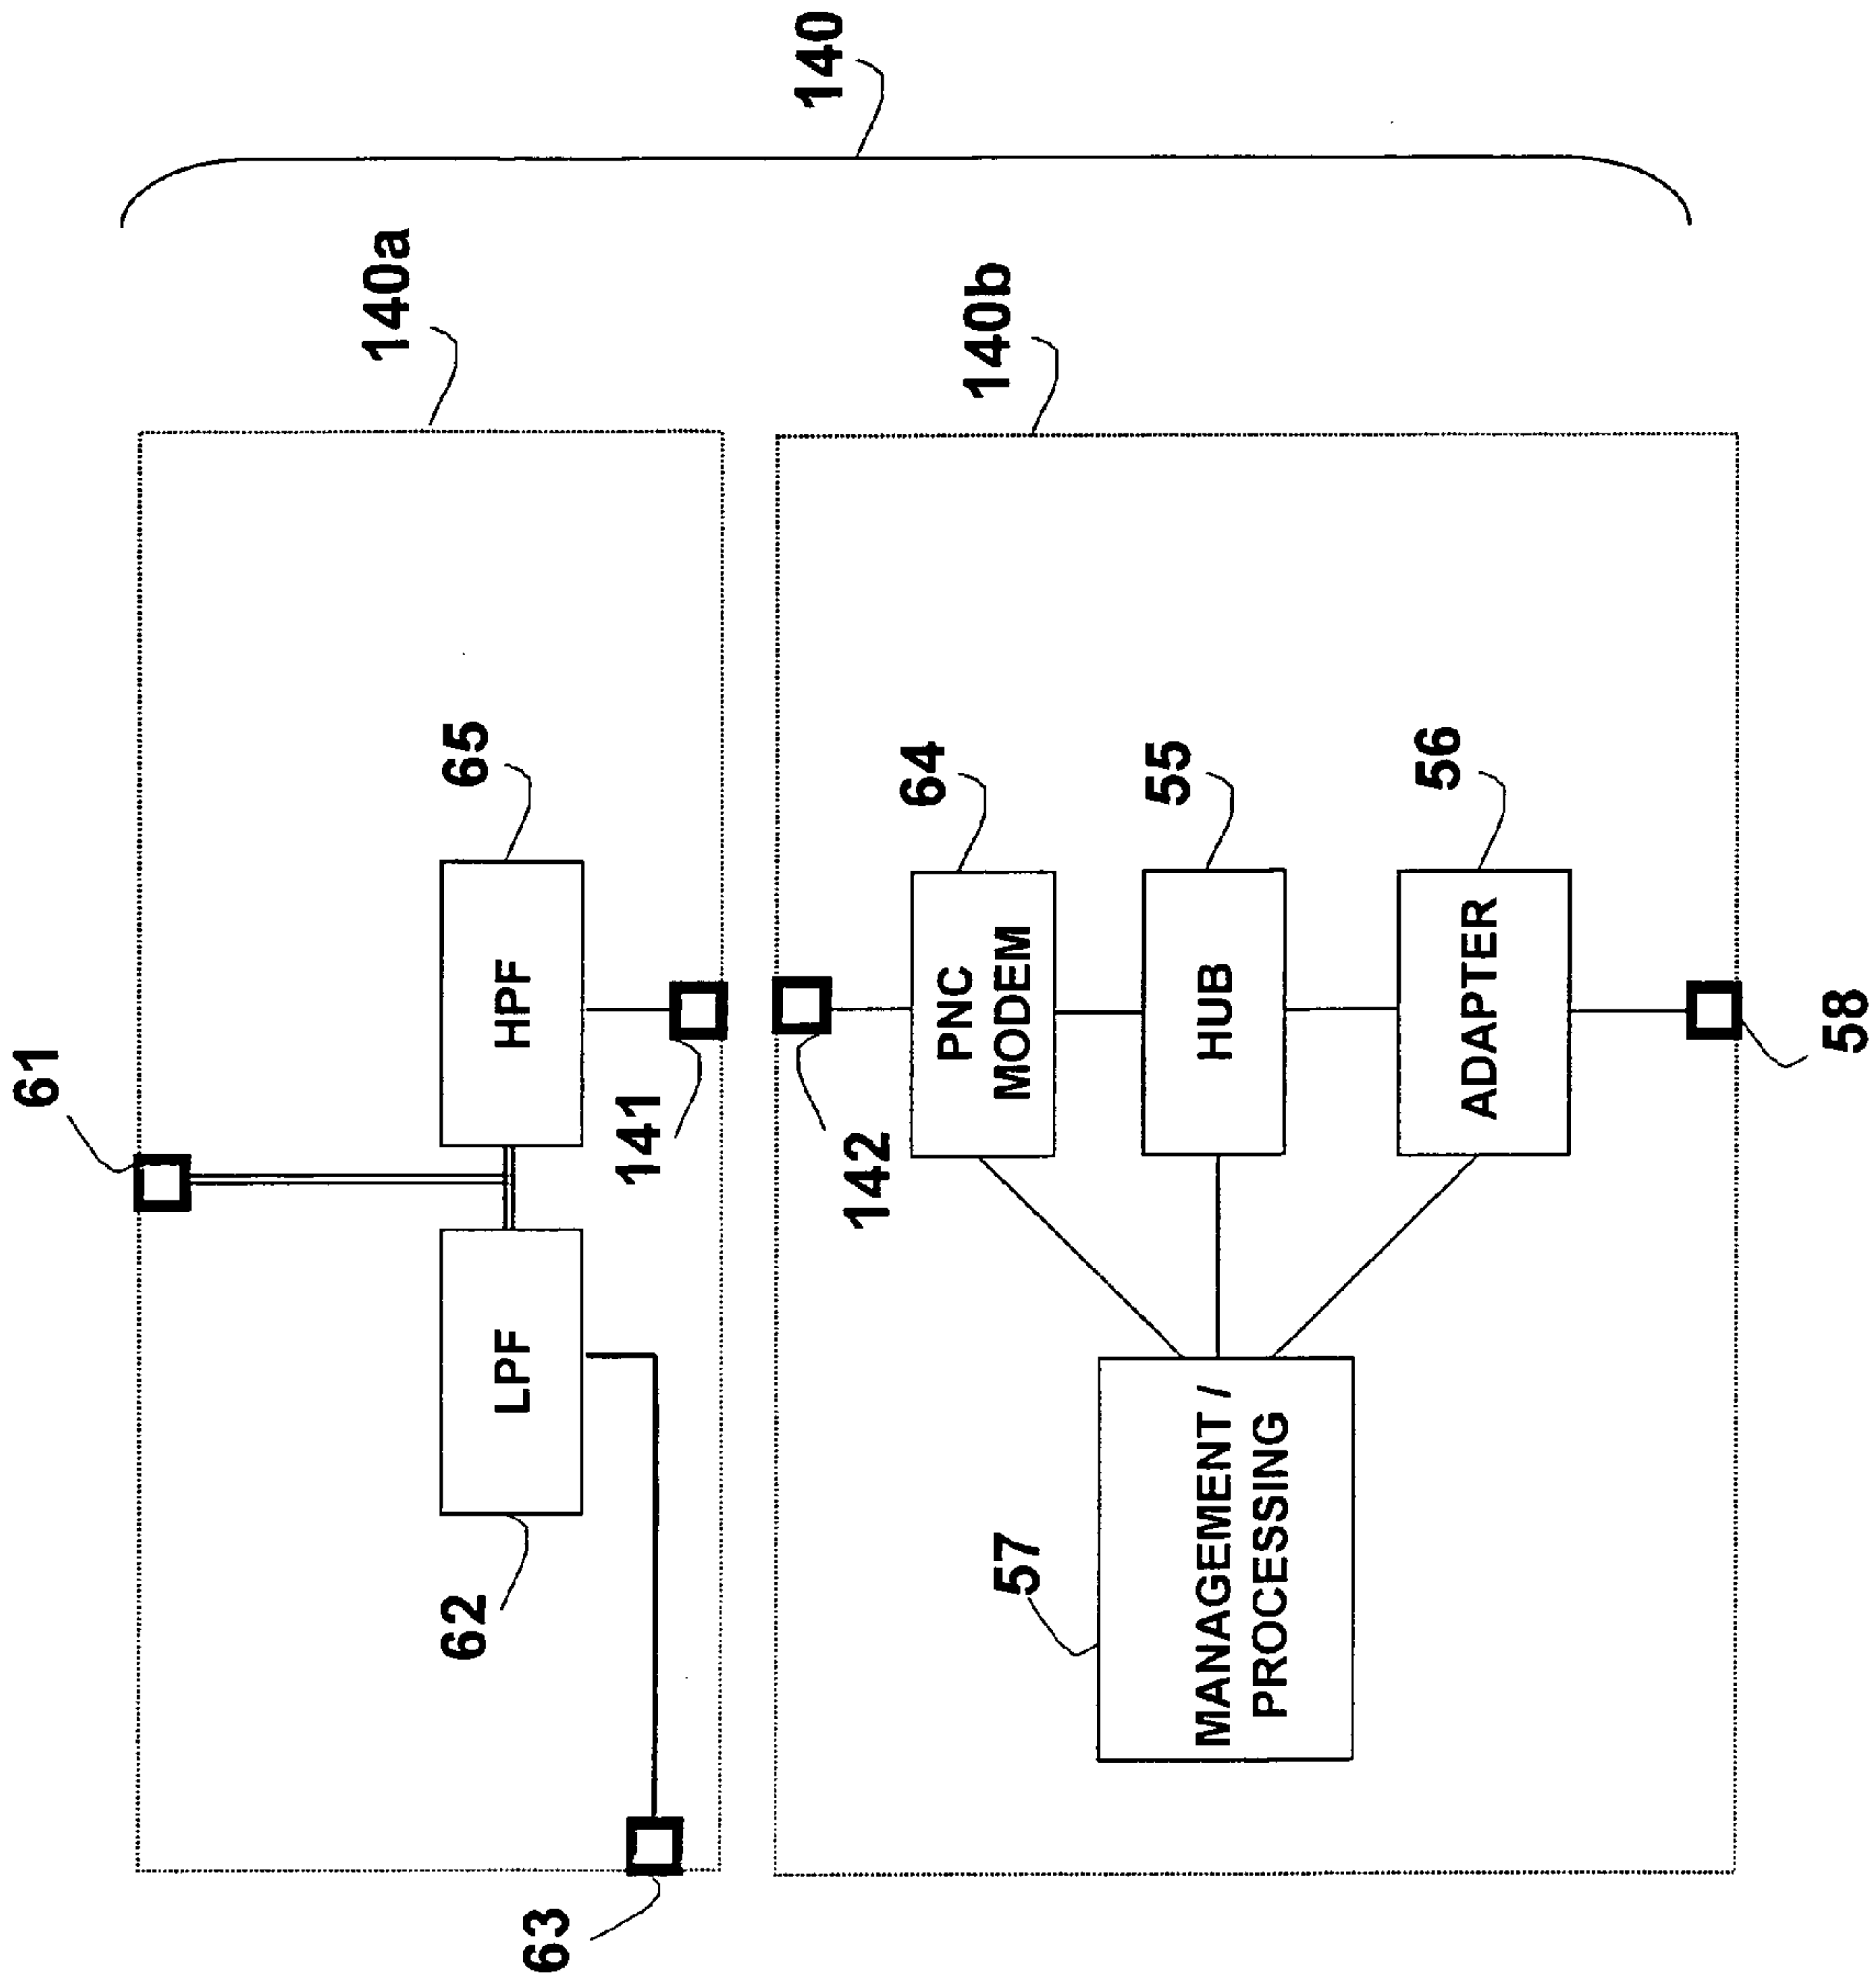 140
140a
140b
61
65
HPF
141
LPF
62
63
142
64
PNC
MODEM
55
HUB
56
ADAPTER
58
57
MANAGEMENT /
PROCESSING